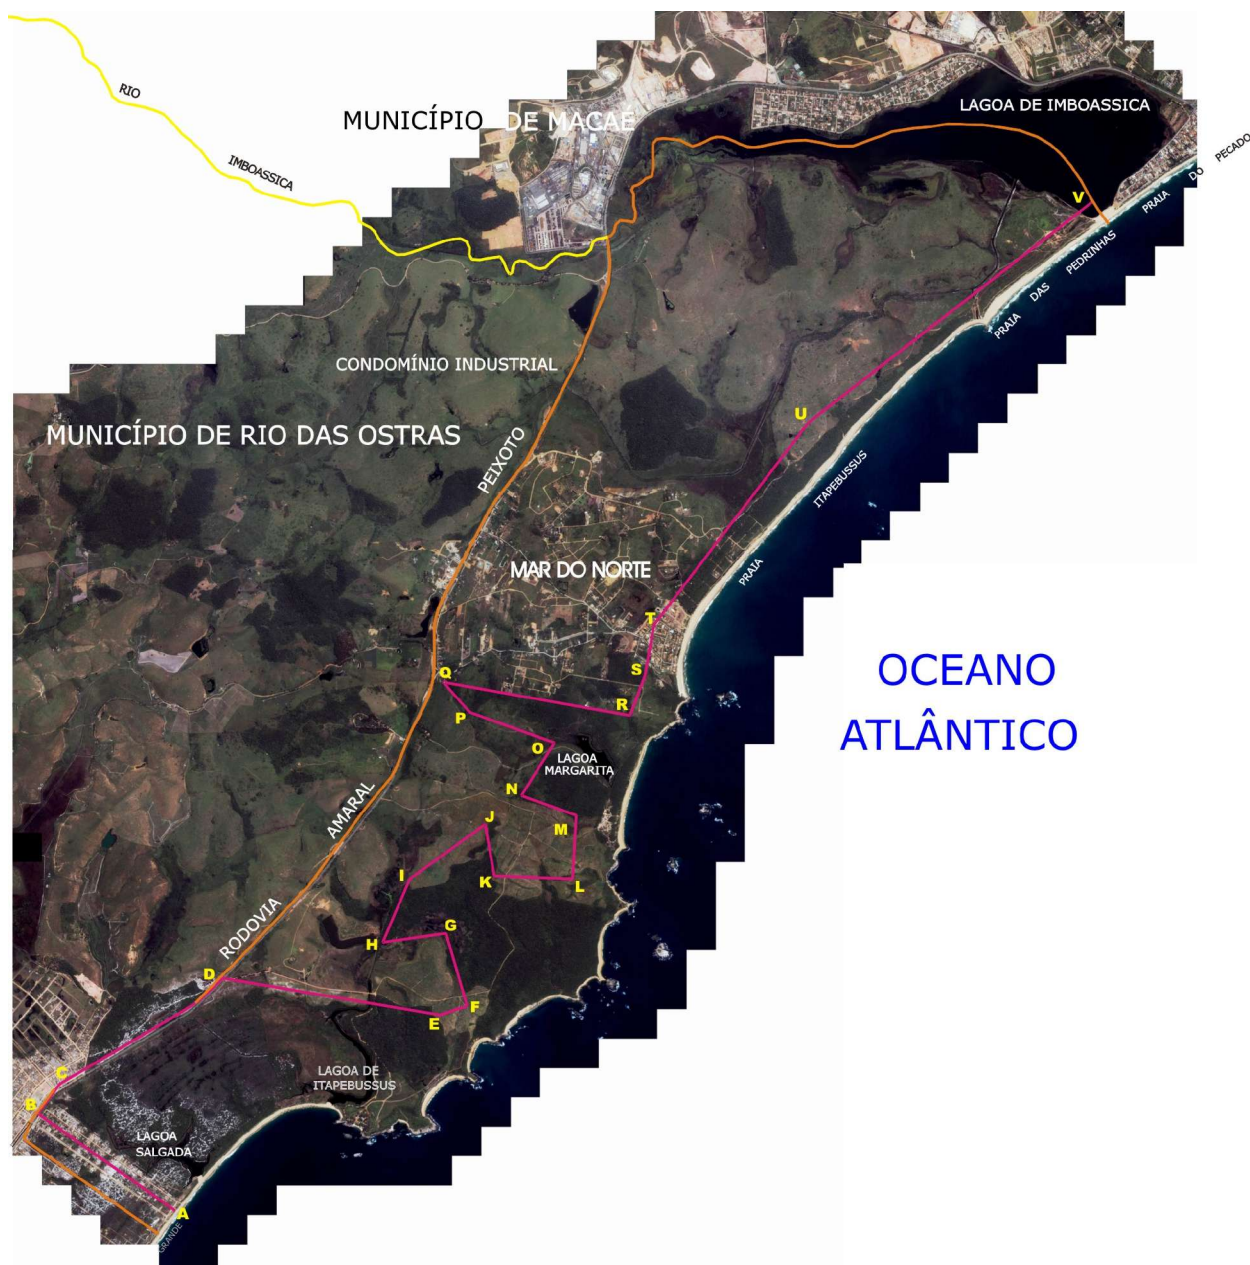 RIO
IMBOASSICA
MUNICÍPIO DE MACAÉ
LAGOA DE IMBOASSICA
PRAIA DO PECADO
V
PRAIA DAS PEDRINHAS
CONDOMÍNIO INDUSTRIAL
MUNICÍPIO DE RIO DAS OSTRAS
U
PRAIA ITAPEBUSSUS
RODOVIA AMARAL PEIXOTO
MAR DO NORTE
T
S
Q
R
P
OCEANO
ATLÂNTICO
O
LAGOA
MARGARITA
N
J
M
I
K
L
G
H
D
F
E
C
LAGOA DE
ITAPEBUSSUS
B
LAGOA
SALGADA
A
GRANDE